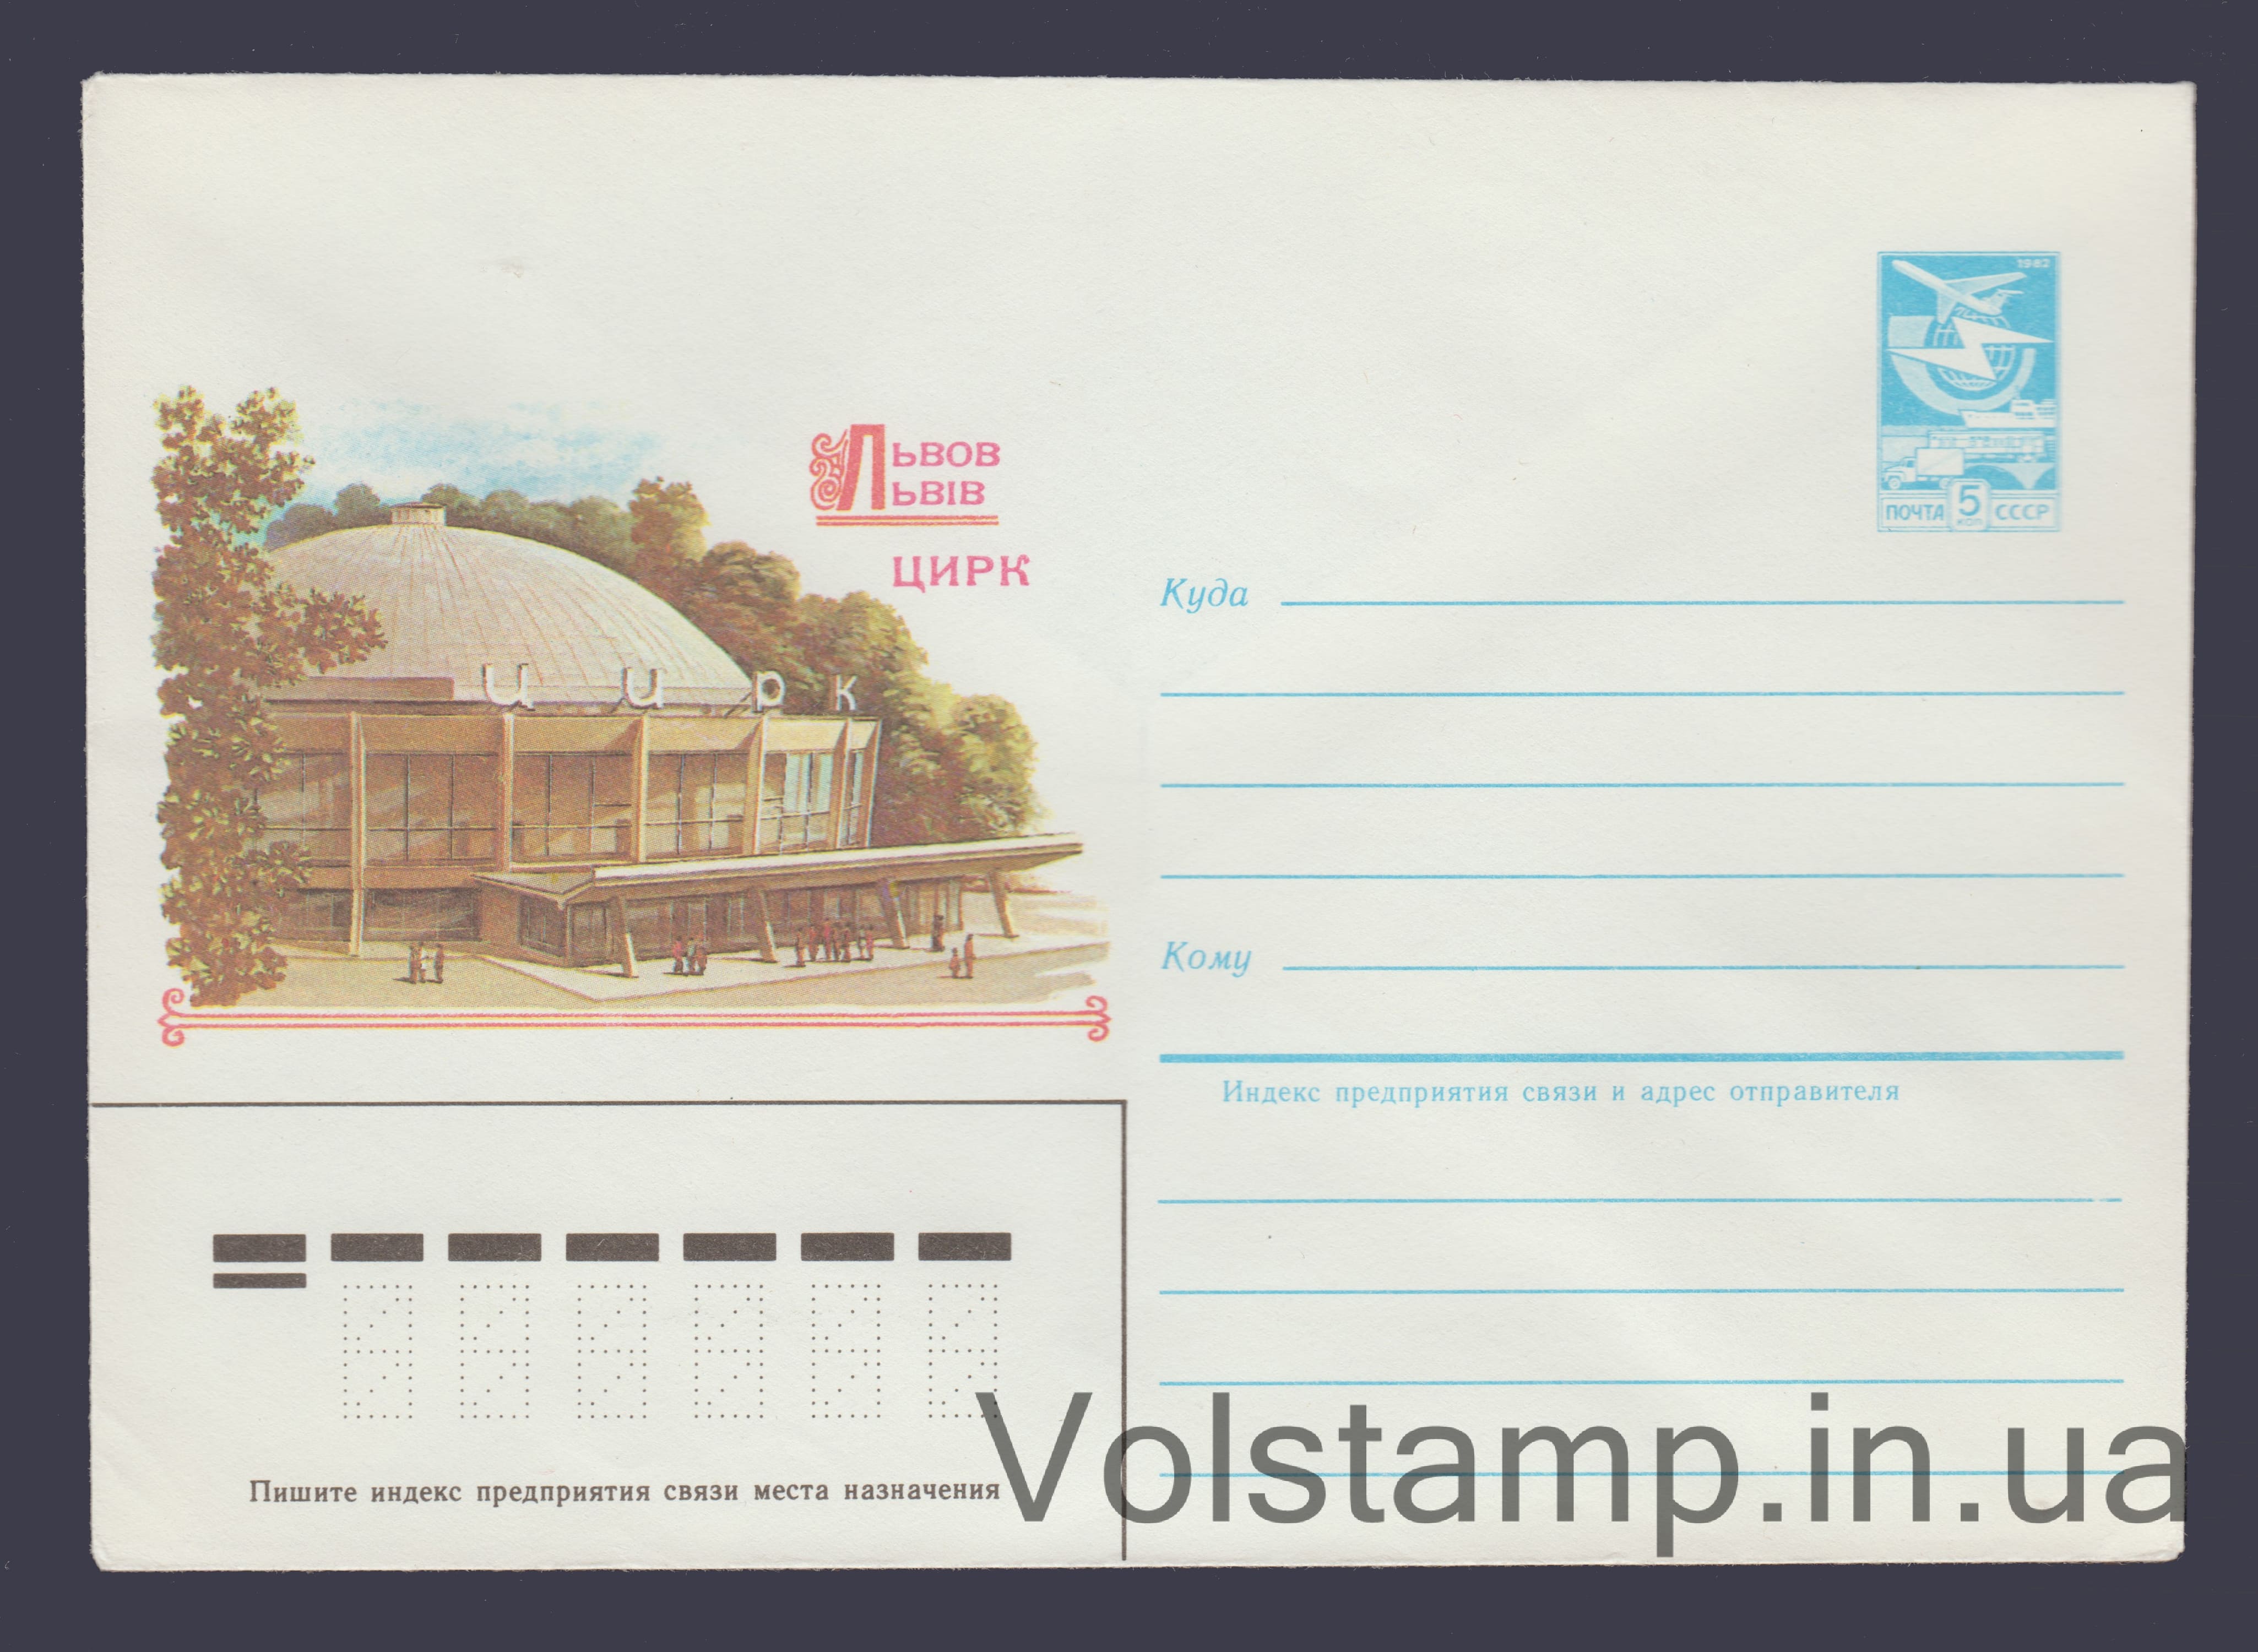 1982
ПОЧТА 5 коп СССР
Львов
Львiв
ЦИРК
цирк
Куда
Кому
Индекс предприятия связи и адрес отправителя
Пишите индекс предприятия связи места назначения
Volstamp.in.ua